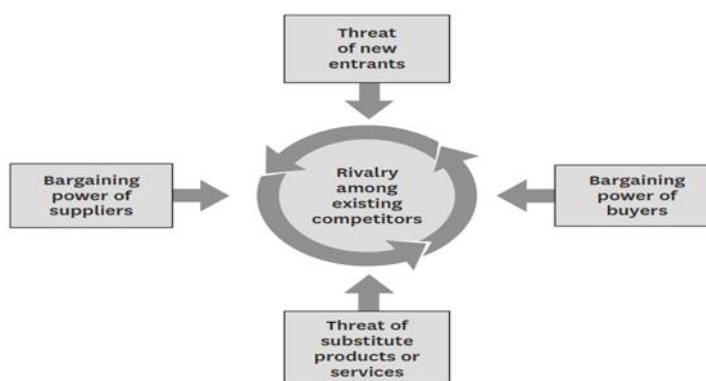 Threat
of new
entrants
Bargaining
power of
suppliers
Rivalry
among
existing
competitors
Bargaining
power of
buyers
Threat of
substitute
products or
services